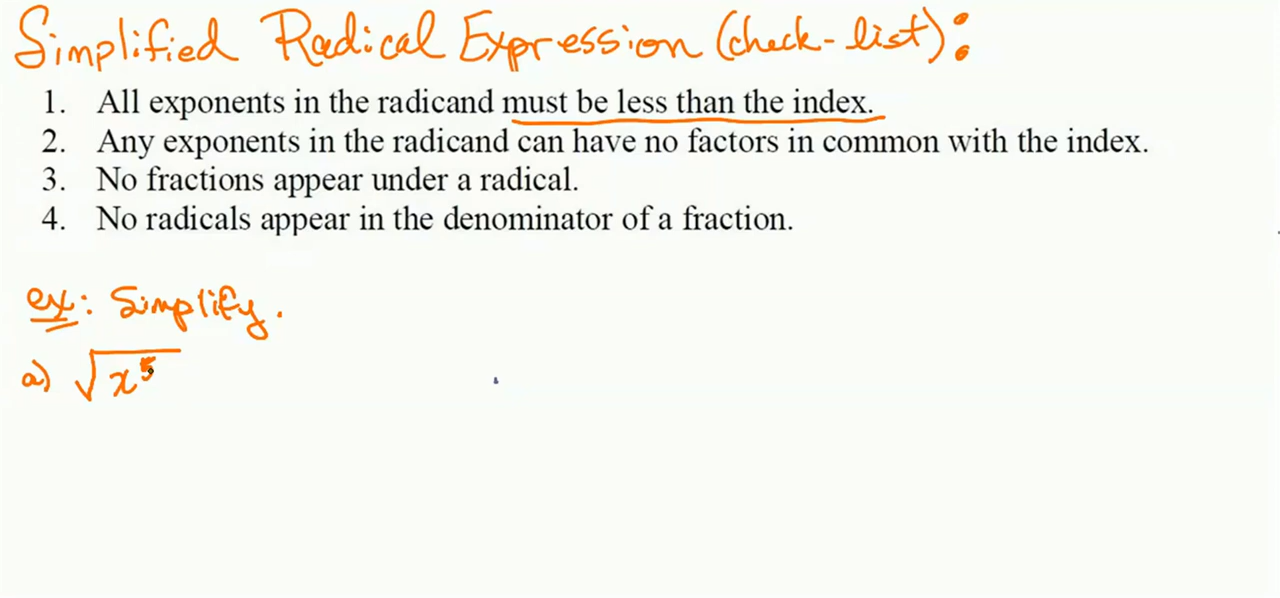 Simplified Radical Expression (check-list):
1. All exponents in the radicand must be less than the index.
2. Any exponents in the radicand can have no factors in common with the index.
3. No fractions appear under a radical.
4. No radicals appear in the denominator of a fraction.
ex: Simplify.
a) √x⁵